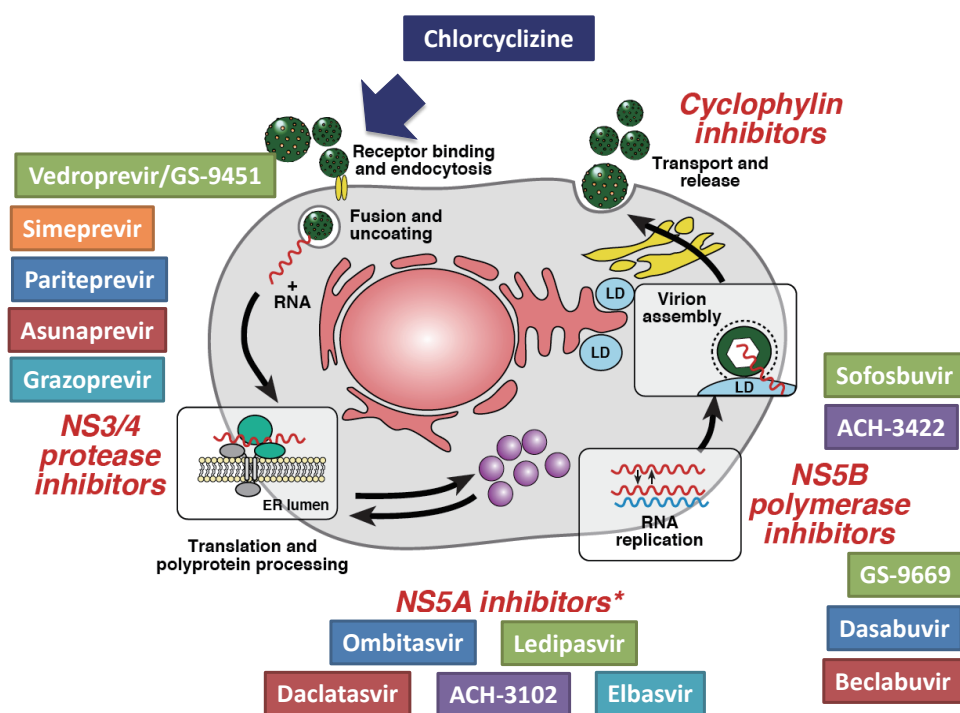 Chlorcyclizine
Cyclophylin
inhibitors
Receptor binding
and endocytosis
Transport and
release
Vedroprevir/GS-9451
Simeprevir
Pariteprevir
Asunaprevir
Grazoprevir
Fusion and
uncoating
+
RNA
LD
LD
Virion
assembly
LD
Sofosbuvir
ACH-3422
NS3/4
protease
inhibitors
ER lumen
Translation and
polyprotein processing
RNA
replication
NS5B
polymerase
inhibitors
GS-9669
Dasabuvir
Beclabuvir
NS5A inhibitors*
Ombitasvir
Ledipasvir
Daclatasvir
ACH-3102
Elbasvir